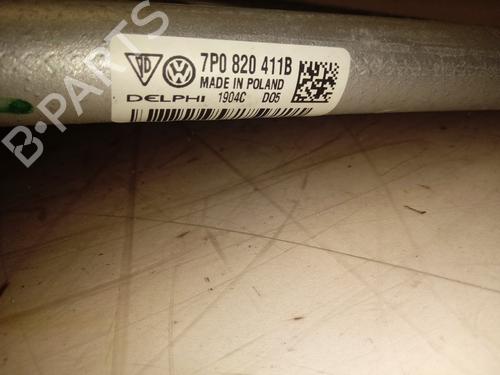 7P0 820 411B
MADE IN POLAND
DELPHI 1904C D05
B-PARTS